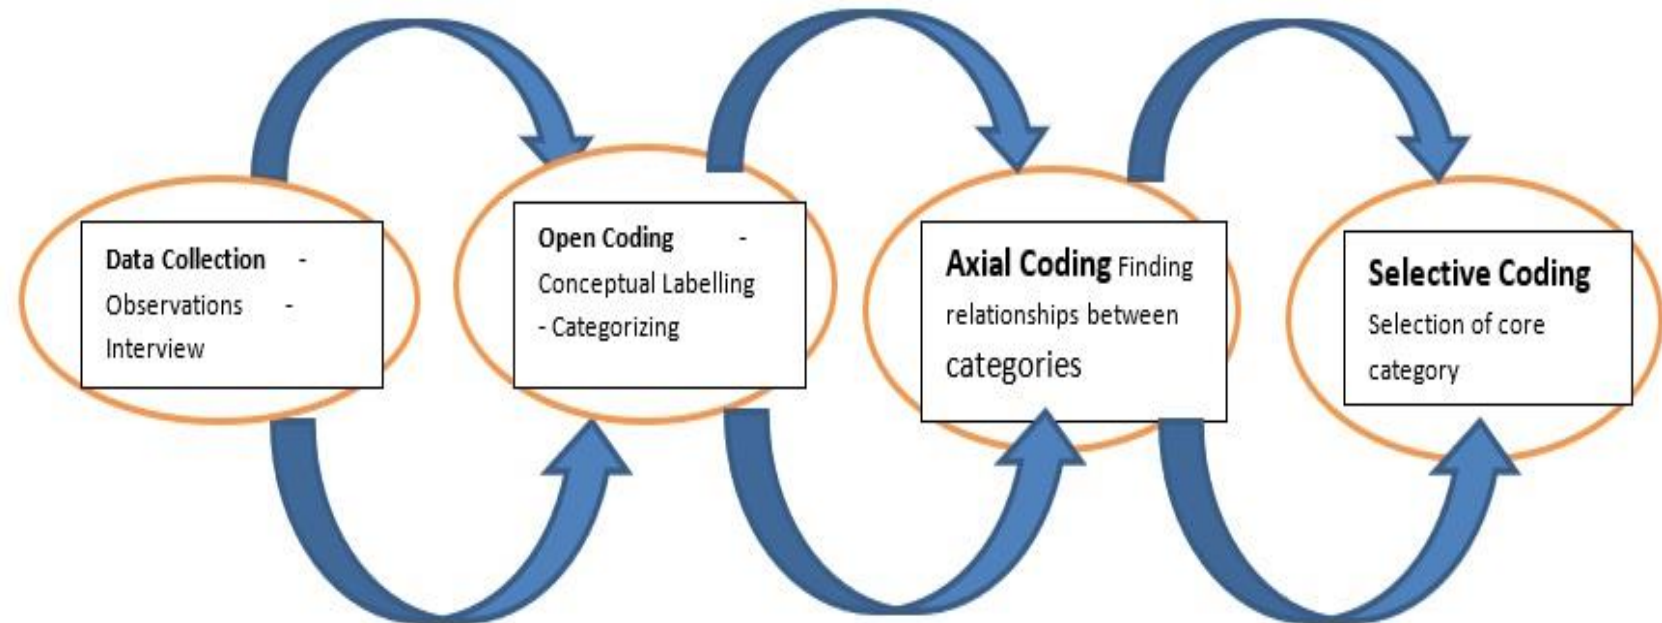 Data Collection -
Observations -
Interview
Open Coding -
Conceptual Labelling
- Categorizing
Axial Coding Finding
relationships between
categories
Selective Coding
Selection of core
category